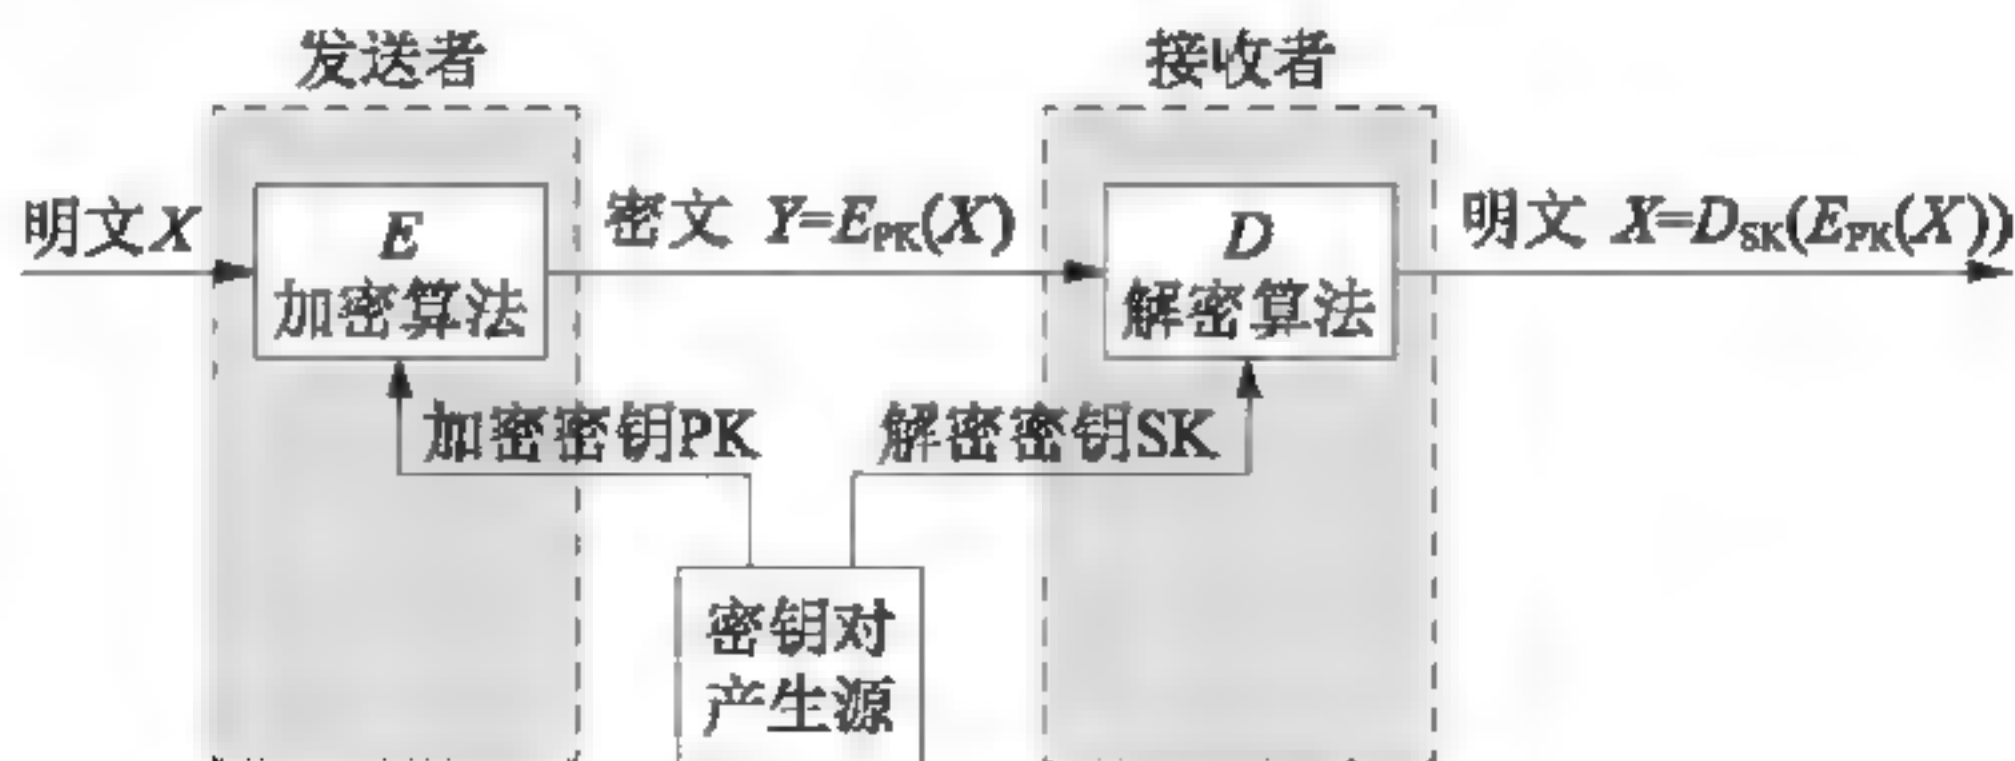 发送者
接收者
明文X
E
加密算法
密文 Y=E_PK(X)
D
解密算法
明文 X=D_SK(E_PK(X))
加密密钥PK
解密密钥SK
密钥对
产生源